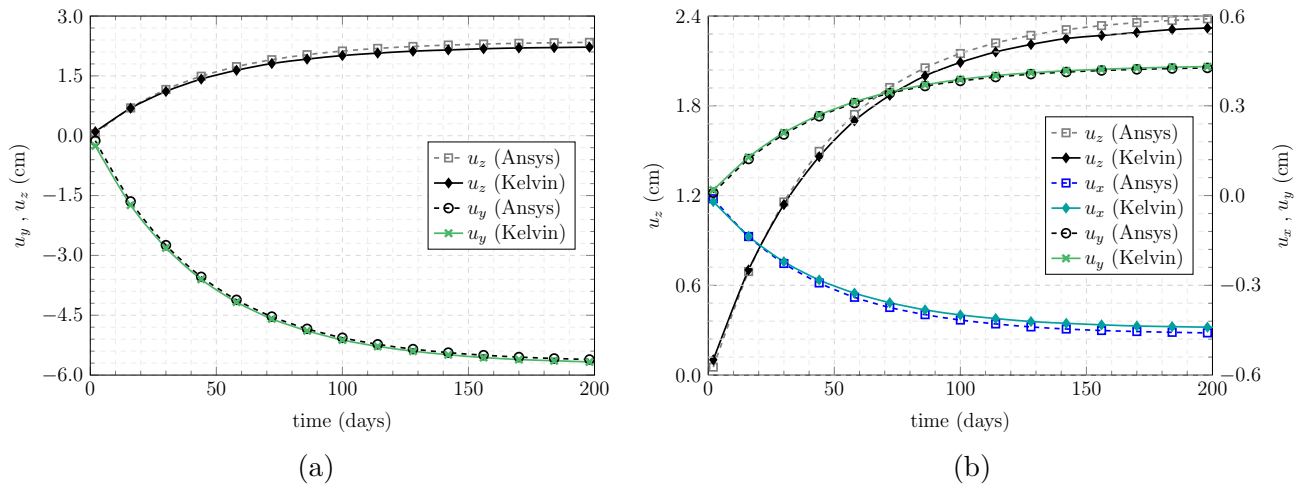 3.0
1.5
0.0
−1.5
−3.0
−4.5
−6.0
u_y , u_z (cm)
0 50 100 150 200
time (days)
u_z (Ansys)
u_z (Kelvin)
u_y (Ansys)
u_y (Kelvin)
(a)
2.4
1.8
1.2
0.6
0.0
u_z (cm)
0 50 100 150 200
time (days)
0.6
0.3
0.0
−0.3
−0.6
u_x , u_y (cm)
u_z (Ansys)
u_z (Kelvin)
u_x (Ansys)
u_x (Kelvin)
u_y (Ansys)
u_y (Kelvin)
(b)